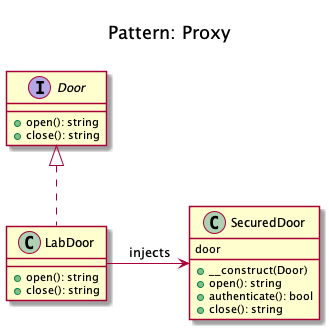 Pattern: Proxy
I Door
open(): string
close(): string
C LabDoor
open(): string
close(): string
injects
C SecuredDoor
door
__construct(Door)
open(): string
authenticate(): bool
close(): string